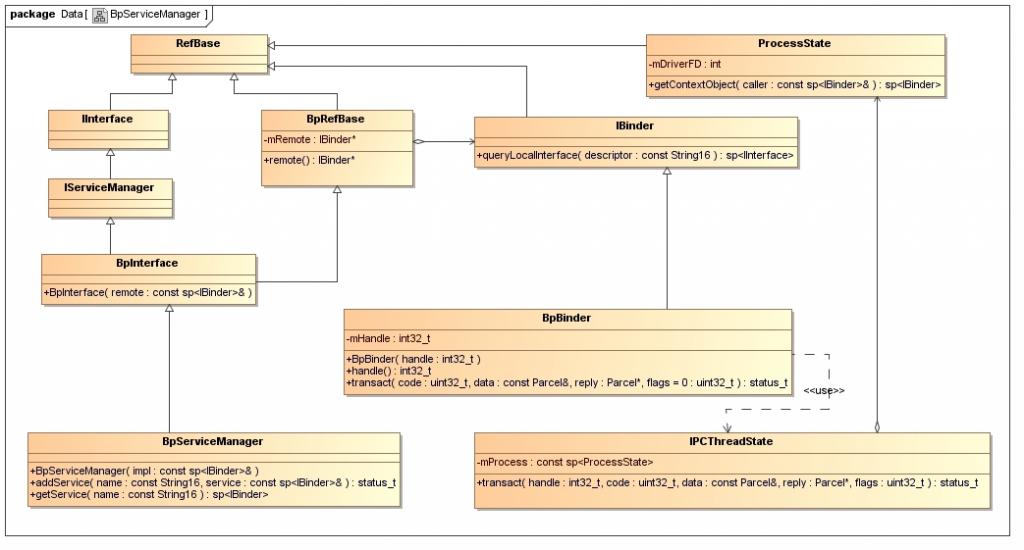 package Data[ BpServiceManager ]
RefBase
ProcessState
-mDriverFD : int
+getContextObject( caller : const sp<IBinder>& ) : sp<IBinder>
IInterface
BpRefBase
-mRemote : IBinder*
+remote() : IBinder*
IBinder
+queryLocalInterface( descriptor : const String16 ) : sp<IInterface>
IServiceManager
BpInterface
+BpInterface( remote : const sp<IBinder>& )
BpBinder
-mHandle : int32_t
+BpBinder( handle : int32_t )
+handle() : int32_t
+transact( code : uint32_t, data : const Parcel&, reply : Parcel*, flags = 0 : uint32_t ) : status_t
<<use>>
BpServiceManager
+BpServiceManager( impl : const sp<IBinder>& )
+addService( name : const String16, service : const sp<IBinder>& ) : status_t
+getService( name : const String16 ) : sp<IBinder>
IPCThreadState
-mProcess : const sp<ProcessState>
+transact( handle : int32_t, code : uint32_t, data : const Parcel&, reply : Parcel*, flags : uint32_t ) : status_t